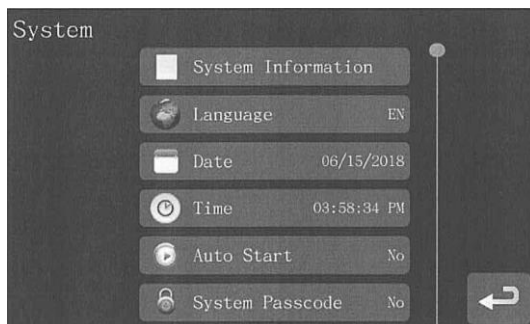 System
System Information
Language EN
Date 06/15/2018
Time 03:58:34 PM
Auto Start No
System Passcode No